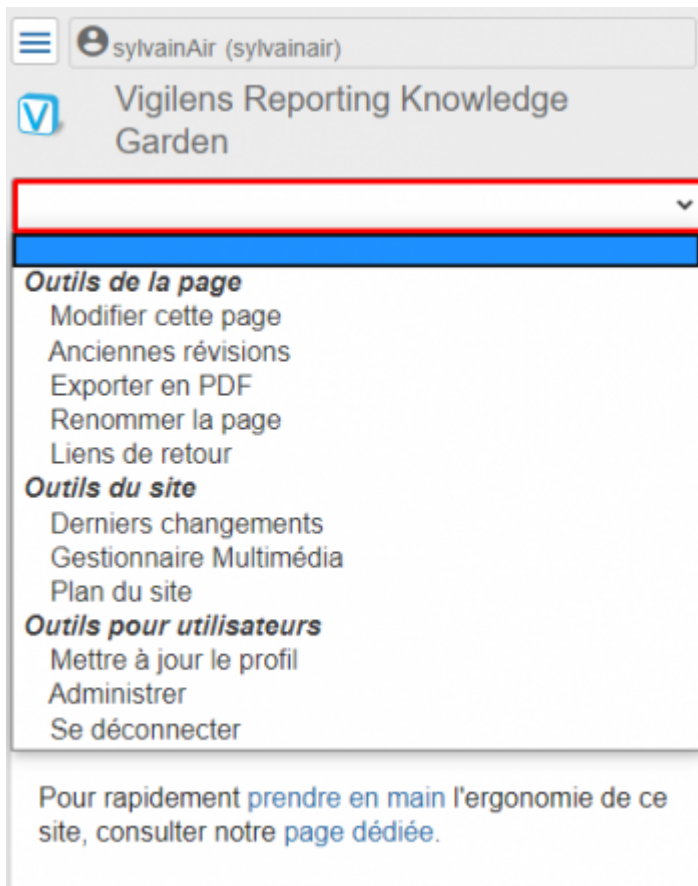 sylvainAir (sylvainair)
V
Vigilens Reporting Knowledge
Garden
Outils de la page
Modifier cette page
Anciennes révisions
Exporter en PDF
Renommer la page
Liens de retour
Outils du site
Derniers changements
Gestionnaire Multimédia
Plan du site
Outils pour utilisateurs
Mettre à jour le profil
Administrer
Se déconnecter
Pour rapidement prendre en main l'ergonomie de ce
site, consulter notre page dédiée.